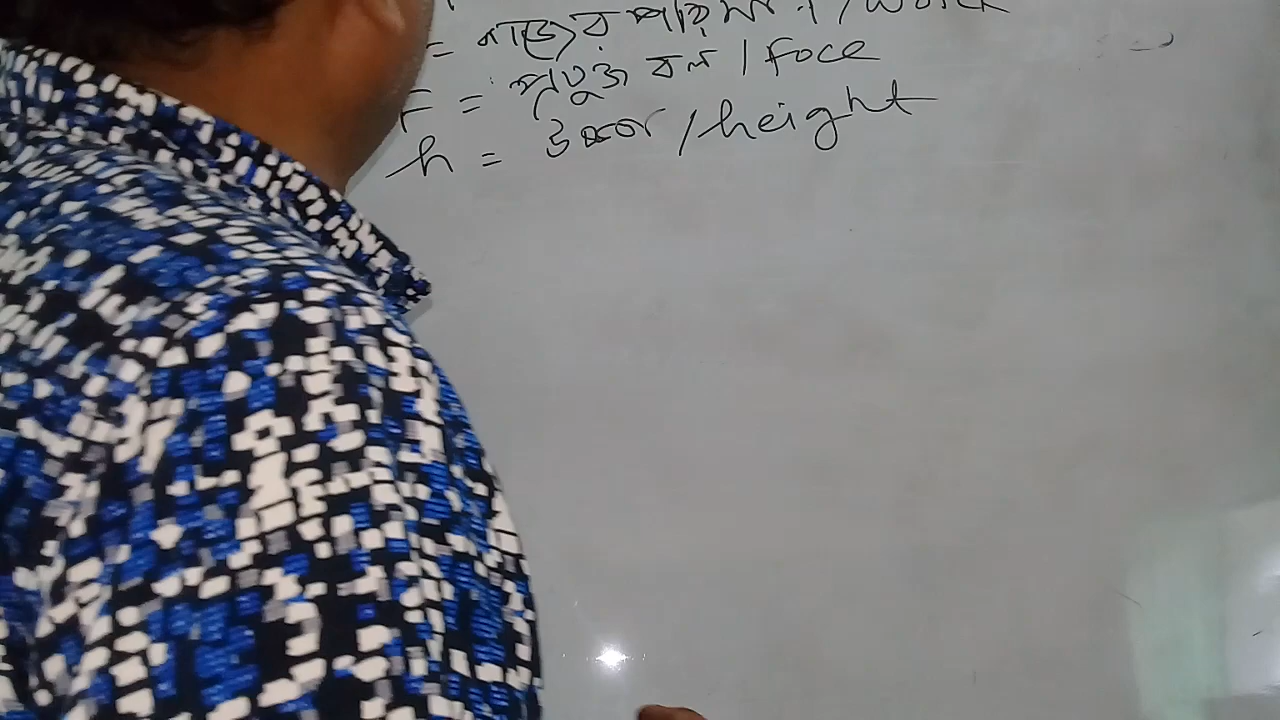 = কাজের পরিমাণ / Work
F = প্রযুক্ত বল / Foce
h = উচ্চতা / height